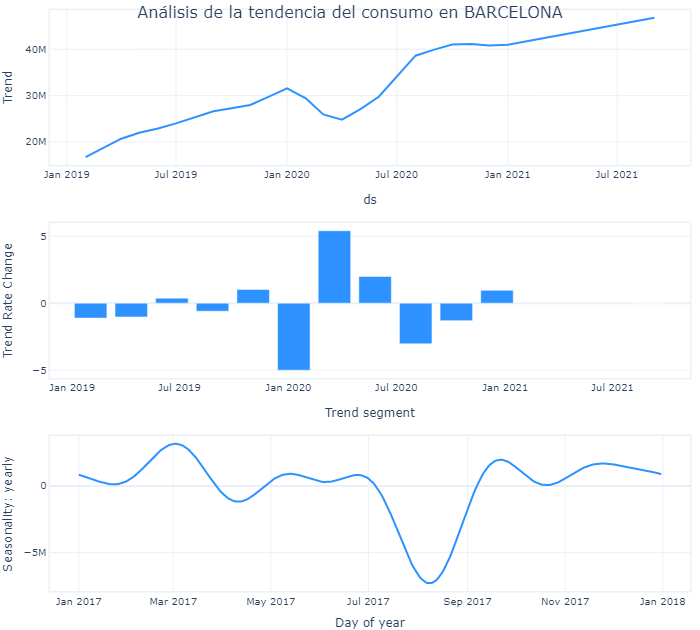 Análisis de la tendencia del consumo en BARCELONA
Trend
40M
30M
20M
Jan 2019 Jul 2019 Jan 2020 Jul 2020 Jan 2021 Jul 2021
ds
Trend Rate Change
5
0
−5
Jan 2019 Jul 2019 Jan 2020 Jul 2020 Jan 2021 Jul 2021
Trend segment
Seasonality: yearly
0
−5M
Jan 2017 Mar 2017 May 2017 Jul 2017 Sep 2017 Nov 2017 Jan 2018
Day of year